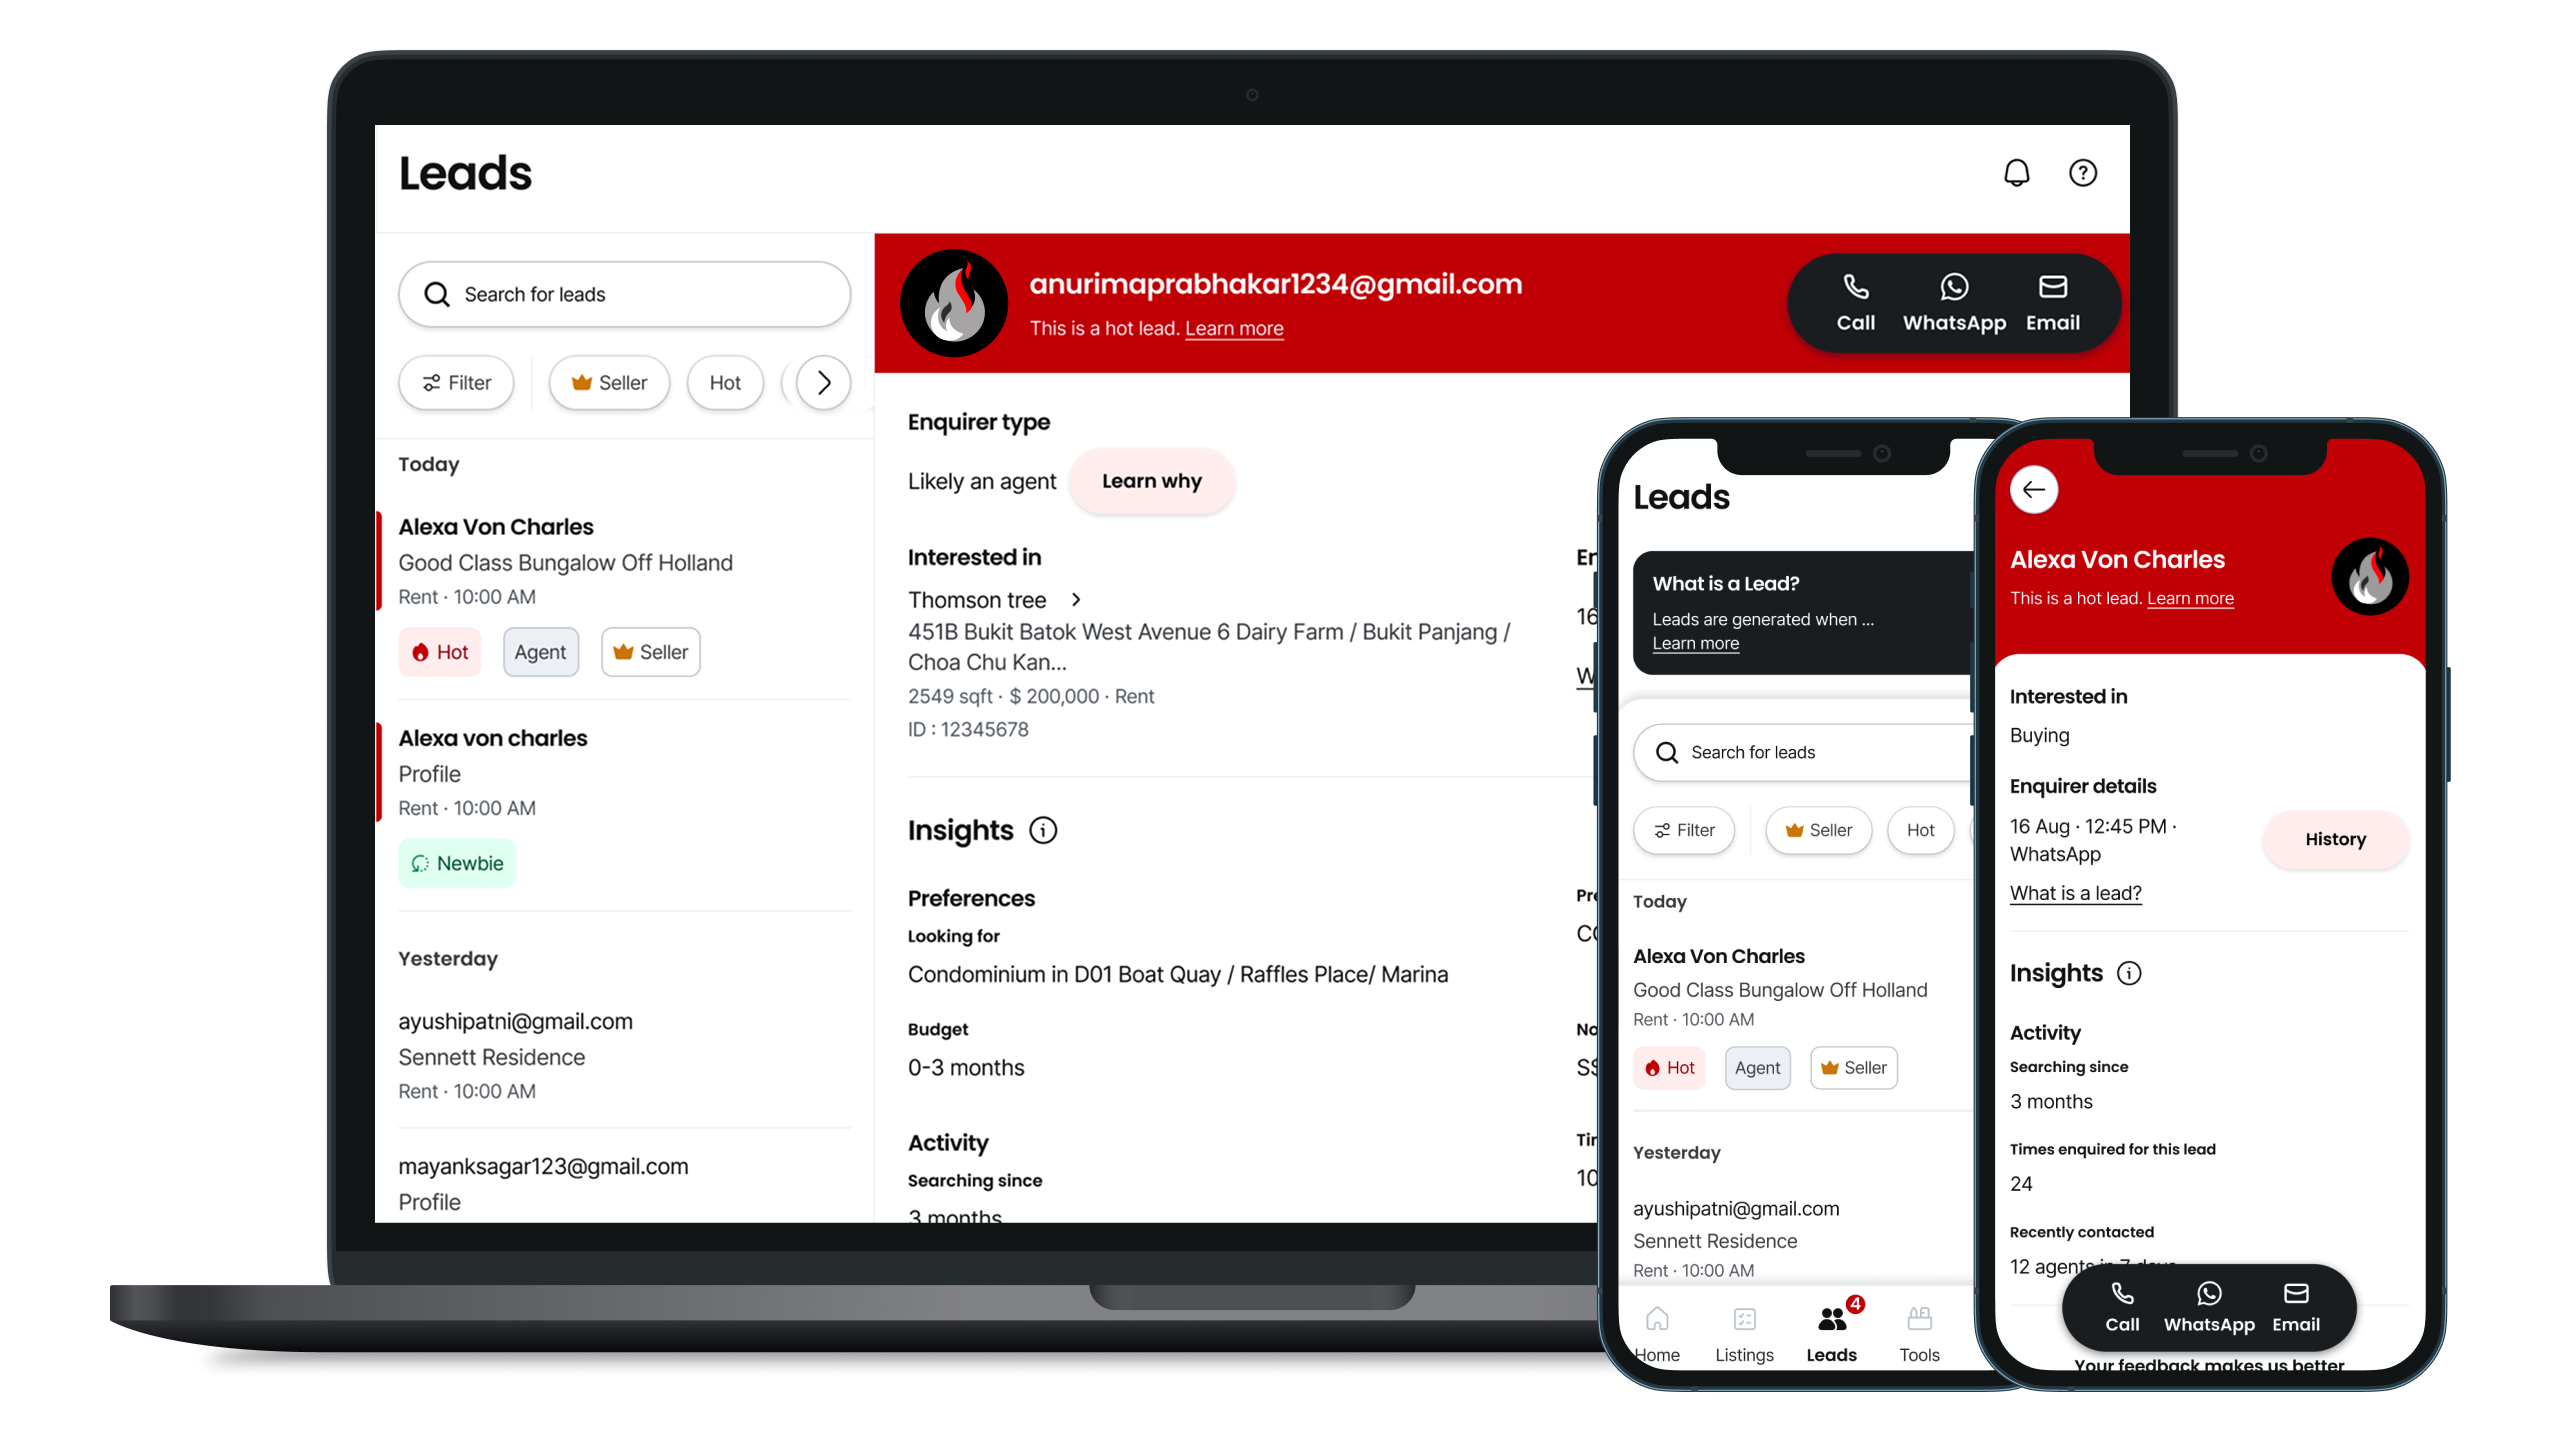 Leads
Search for leads
Filter
Seller
Hot
Today
Alexa Von Charles
Good Class Bungalow Off Holland
Rent · 10:00 AM
Hot
Agent
Seller
Alexa von charles
Profile
Rent · 10:00 AM
Newbie
Yesterday
ayushipatni@gmail.com
Sennett Residence
Rent · 10:00 AM
mayanksagar123@gmail.com
Profile
anurimaprabhakar1234@gmail.com
This is a hot lead. Learn more
Call
WhatsApp
Email
Enquirer type
Likely an agent
Learn why
Interested in
Thomson tree
451B Bukit Batok West Avenue 6 Dairy Farm / Bukit Panjang /
Choa Chu Kan...
2549 sqft · $ 200,000 · Rent
ID : 12345678
Insights
Preferences
Looking for
Condominium in D01 Boat Quay / Raffles Place/ Marina
Budget
0-3 months
Activity
Searching since
3 months
16
10
Leads
What is a Lead?
Leads are generated when ...
Learn more
Search for leads
Filter
Seller
Hot
Today
Alexa Von Charles
Good Class Bungalow Off Holland
Rent · 10:00 AM
Hot
Agent
Seller
Yesterday
ayushipatni@gmail.com
Sennett Residence
Rent · 10:00 AM
Home
Listings
4
Leads
Tools
Alexa Von Charles
This is a hot lead. Learn more
Interested in
Buying
Enquirer details
16 Aug · 12:45 PM ·
WhatsApp
History
What is a lead?
Insights
Activity
Searching since
3 months
Times enquired for this lead
24
Recently contacted
12 agents in 7 days
Call
WhatsApp
Email
Your feedback makes us better